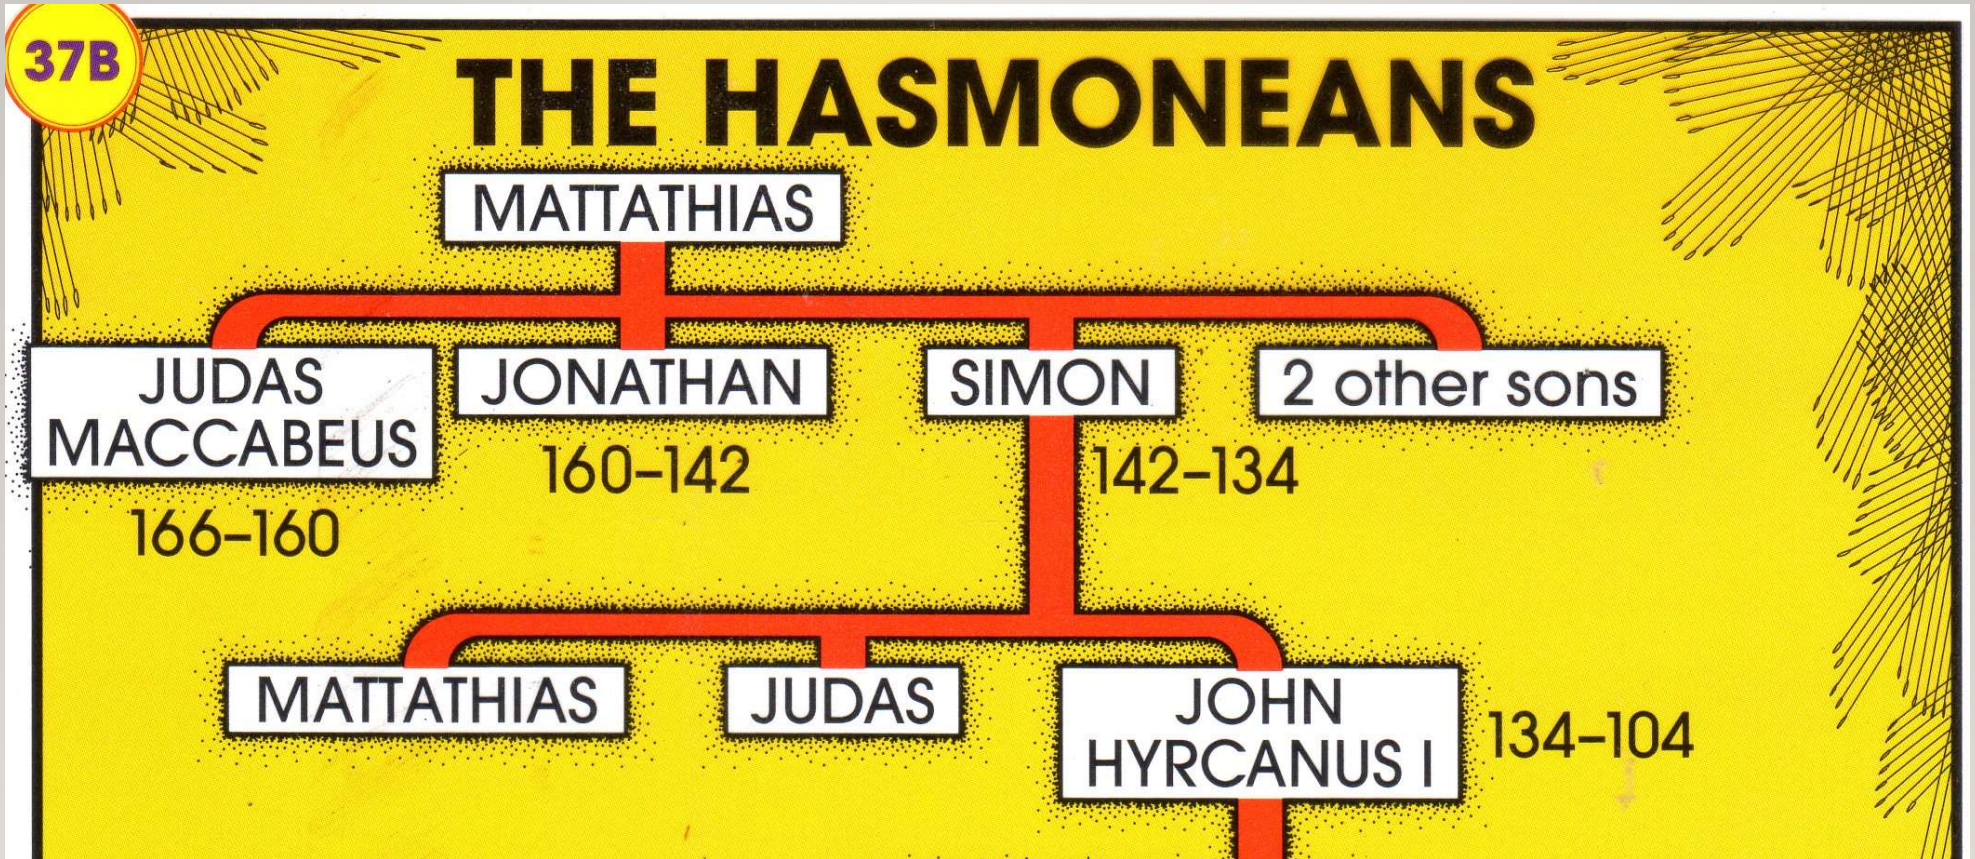 37B
THE HASMONEANS
MATTATHIAS
JUDAS
MACCABEUS
JONATHAN
SIMON
2 other sons
166–160
160–142
142–134
MATTATHIAS
JUDAS
JOHN
HYRCANUS I
134–104